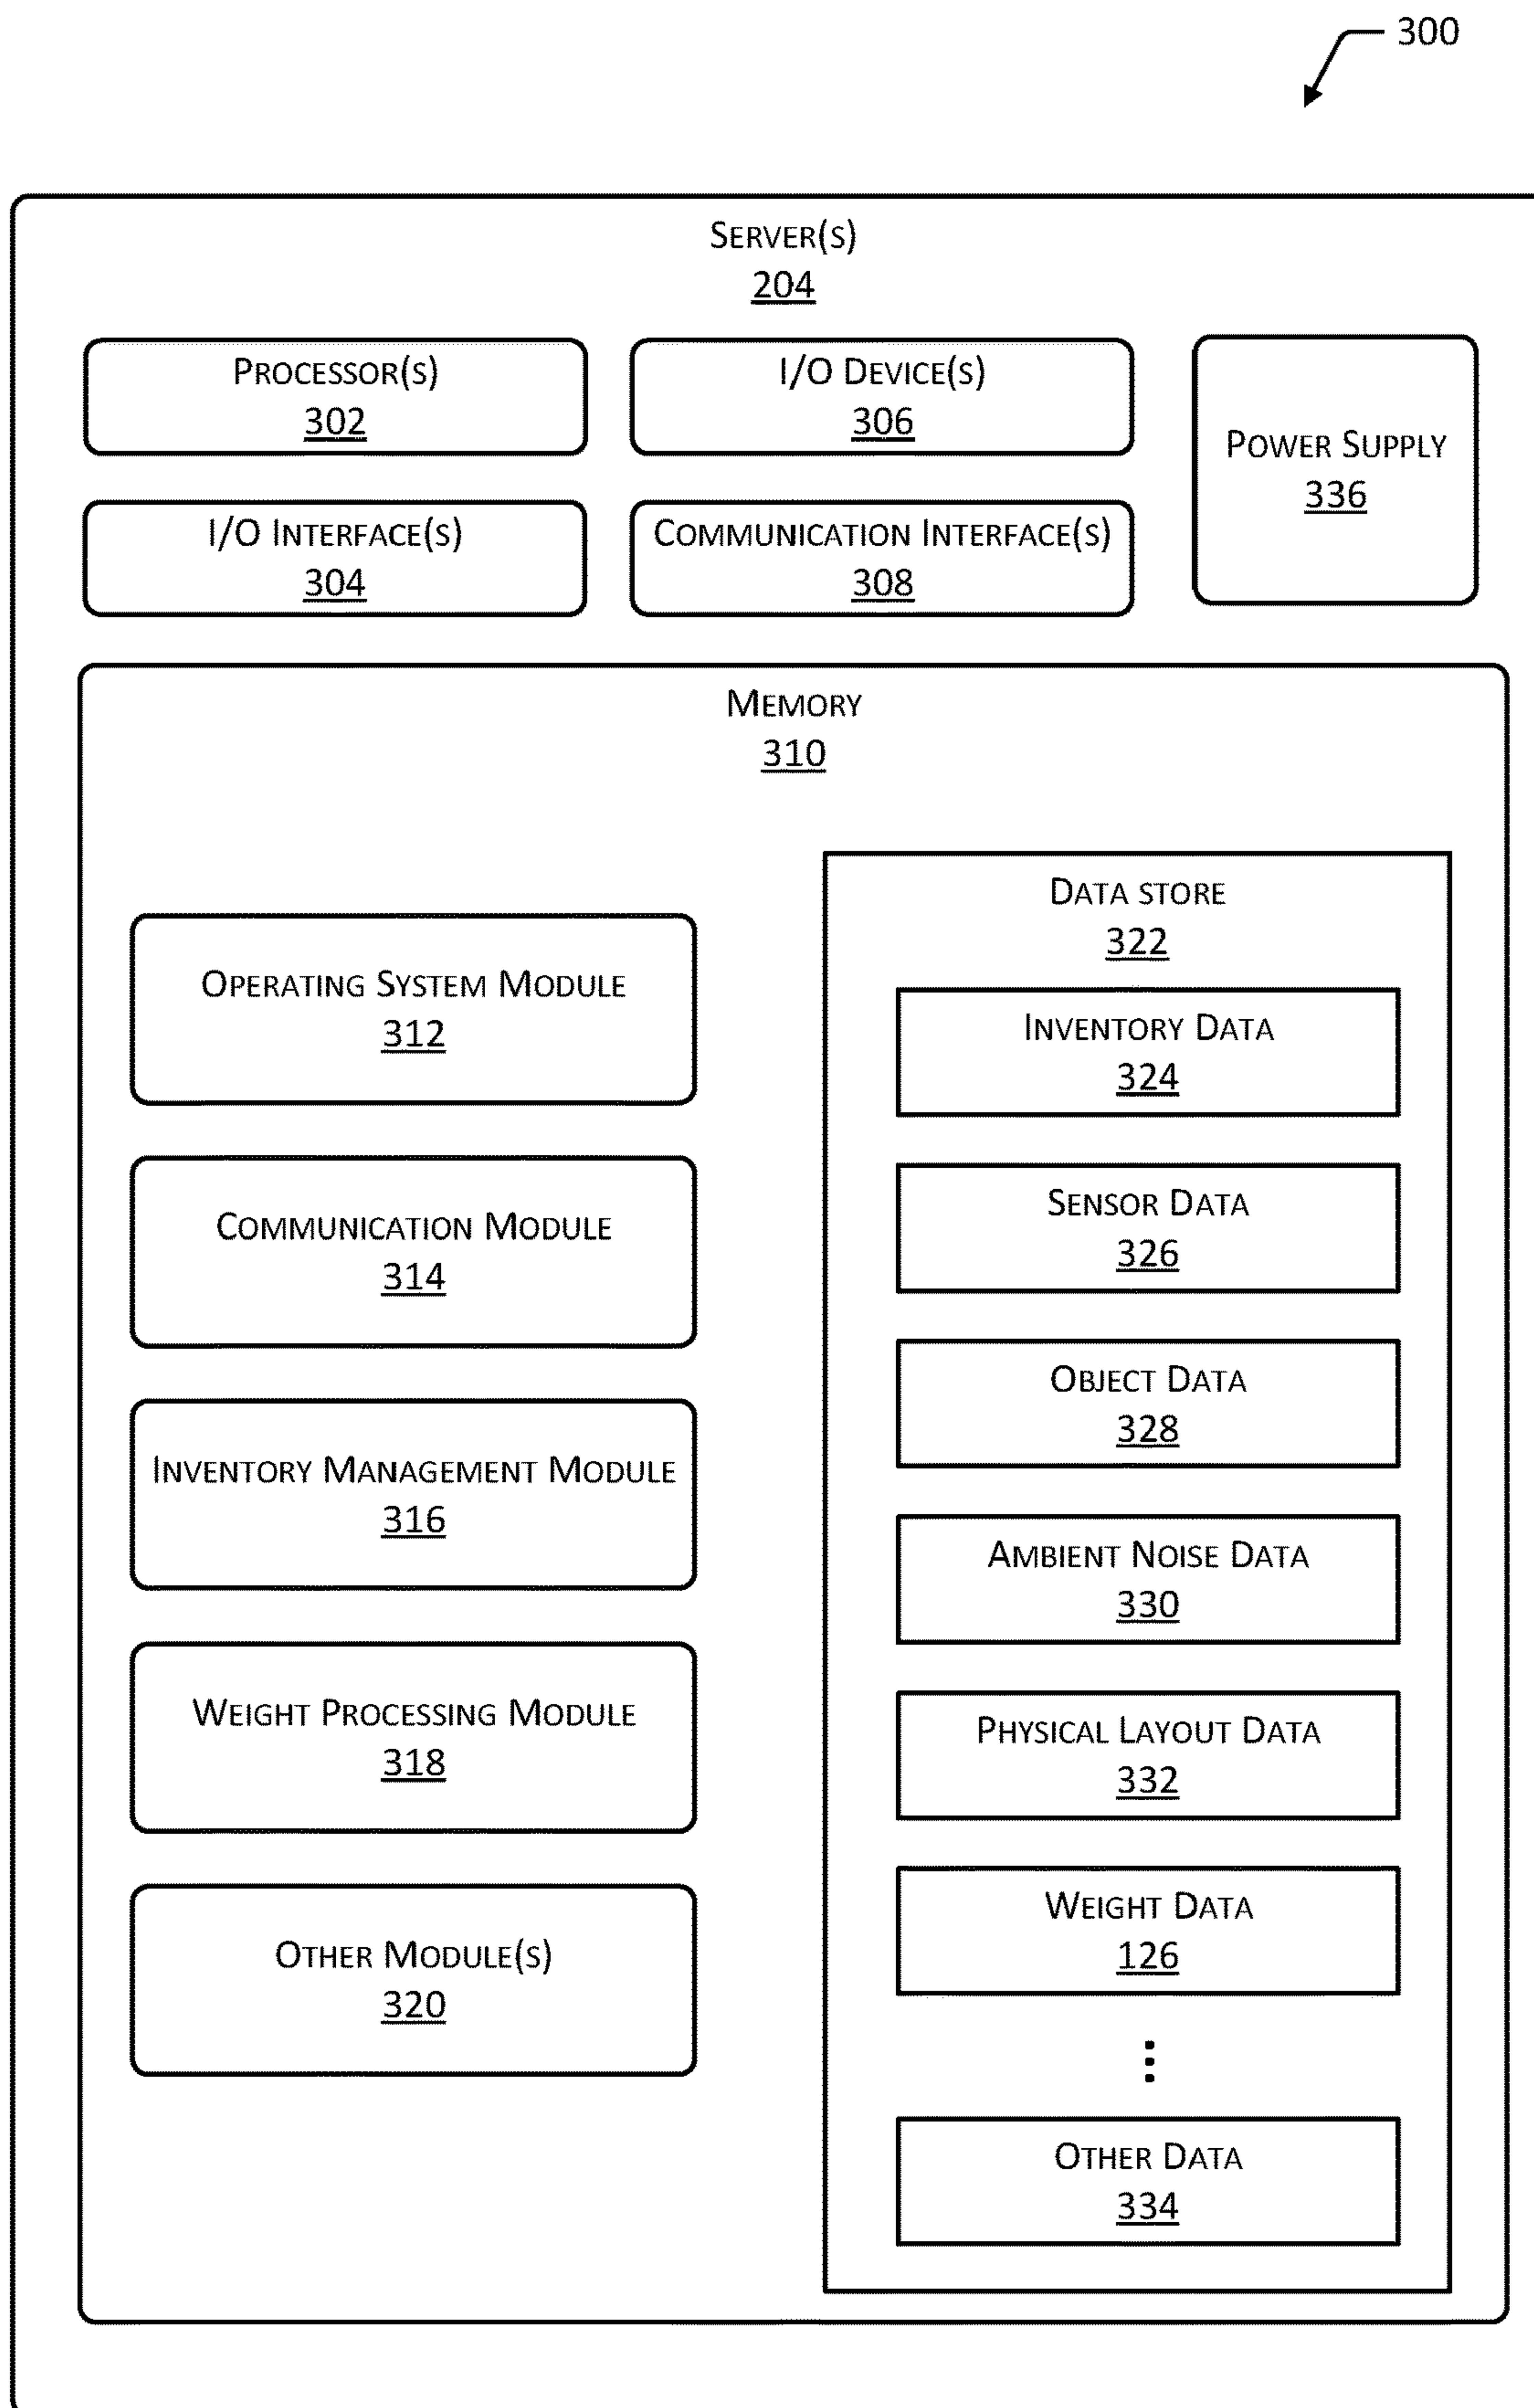 300
SERVER(S)
204
PROCESSOR(S)
302
I/O DEVICE(S)
306
POWER SUPPLY
336
I/O INTERFACE(S)
304
COMMUNICATION INTERFACE(S)
308
MEMORY
310
OPERATING SYSTEM MODULE
312
COMMUNICATION MODULE
314
INVENTORY MANAGEMENT MODULE
316
WEIGHT PROCESSING MODULE
318
OTHER MODULE(S)
320
DATA STORE
322
INVENTORY DATA
324
SENSOR DATA
326
OBJECT DATA
328
AMBIENT NOISE DATA
330
PHYSICAL LAYOUT DATA
332
WEIGHT DATA
126
OTHER DATA
334